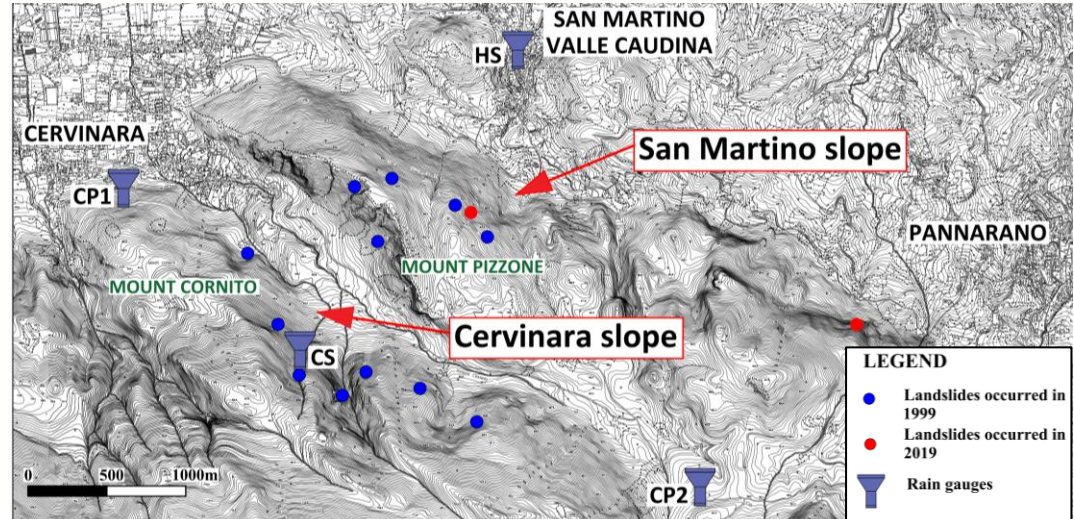 SAN MARTINO
VALLE CAUDINA
HS
CERVINARA
San Martino slope
CP1
PANNARANO
MOUNT PIZZONE
MOUNT CORNITO
Cervinara slope
CS
LEGEND
Landslides occurred in
1999
Landslides occurred in
2019
Rain gauges
CP2
0 500 1000m